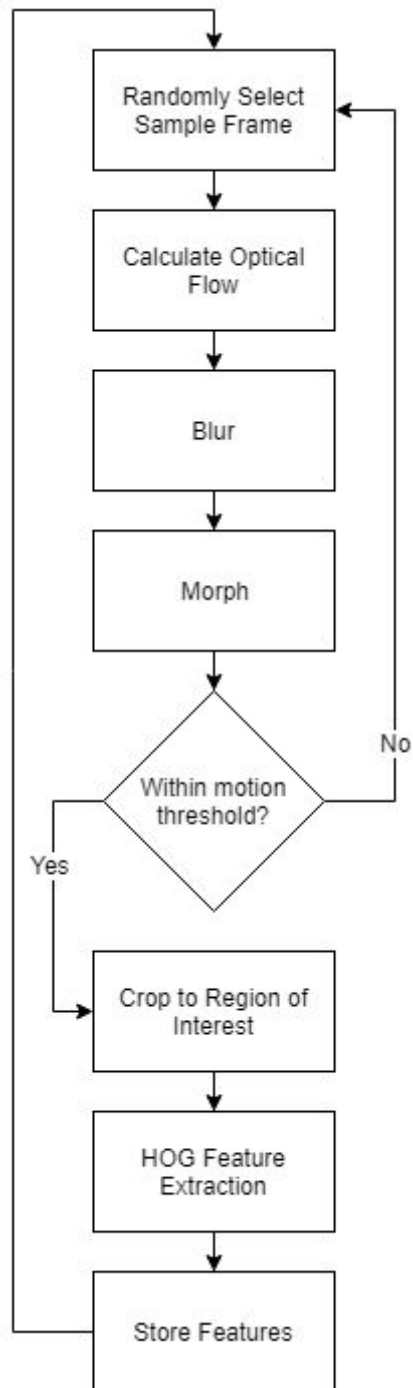 Randomly Select
Sample Frame
Calculate Optical
Flow
Blur
Morph
Within motion
threshold?
No
Yes
Crop to Region of
Interest
HOG Feature
Extraction
Store Features